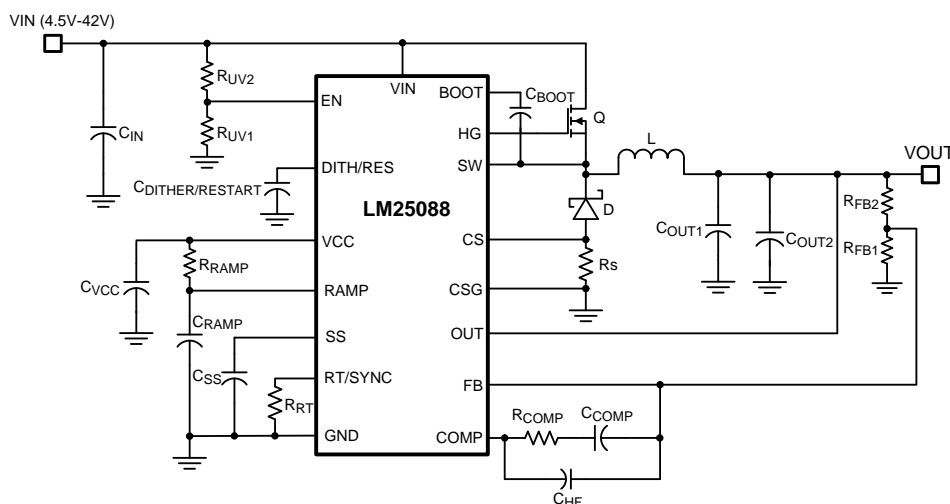 VIN (4.5V-42V)
RUV2
RUV1
CIN
EN
VIN
BOOT
CBOOT
HG
Q
SW
L
VOUT
DITH/RES
CDITHER/RESTART
LM25088
D
RFB2
RFB1
COUT1
COUT2
VCC
CS
RRAMP
Rs
CVCC
RAMP
CSG
CRAMP
SS
OUT
CSS
RT/SYNC
FB
RRT
RCOMP
CCOMP
GND
COMP
CHF